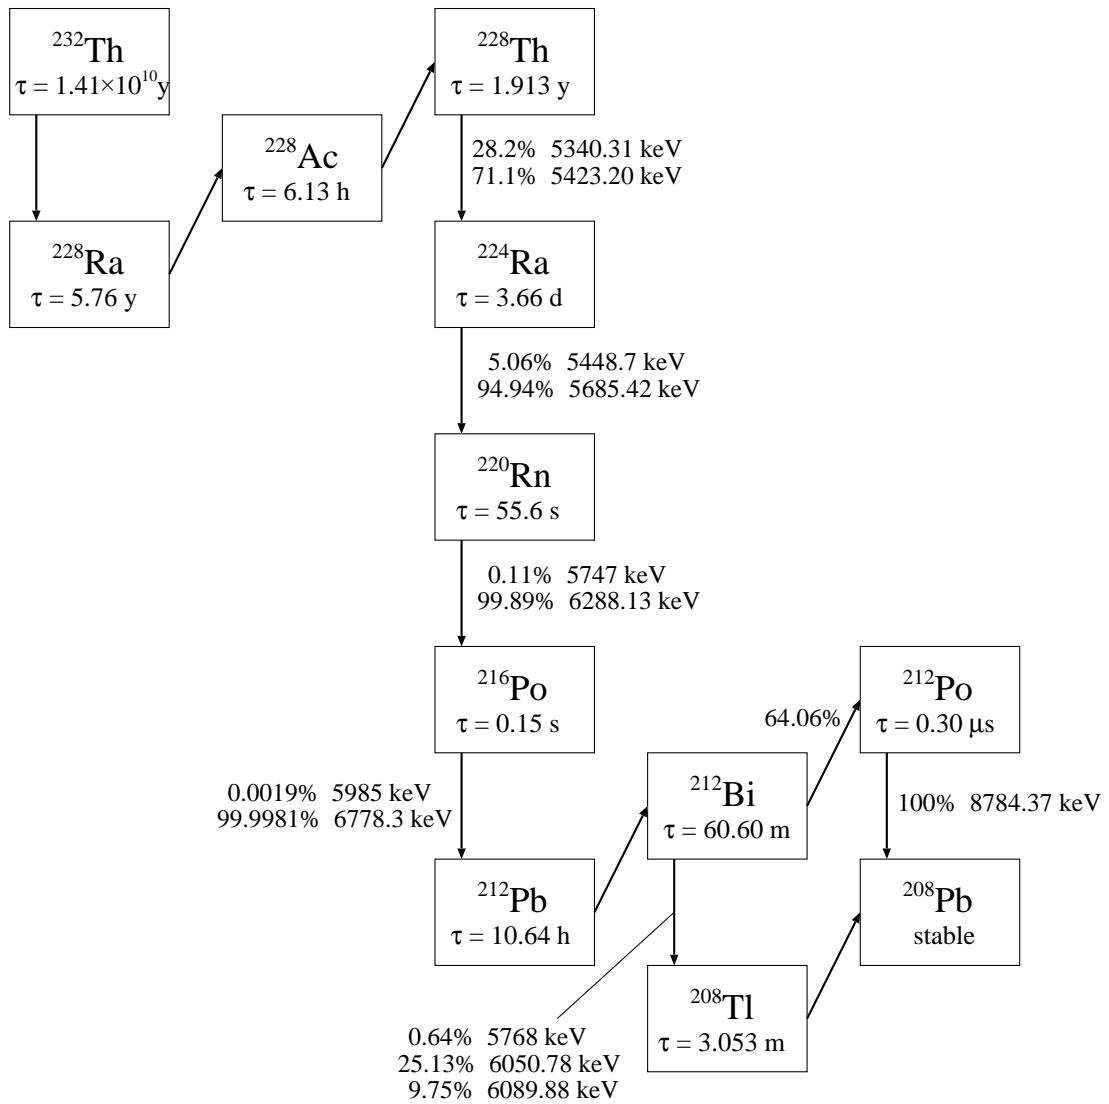 ²³²Th
τ = 1.41×10¹⁰y
²²⁸Th
τ = 1.913 y
²²⁸Ac
τ = 6.13 h
28.2% 5340.31 keV
71.1% 5423.20 keV
²²⁸Ra
τ = 5.76 y
²²⁴Ra
τ = 3.66 d
5.06% 5448.7 keV
94.94% 5685.42 keV
²²⁰Rn
τ = 55.6 s
0.11% 5747 keV
99.89% 6288.13 keV
²¹⁶Po
τ = 0.15 s
64.06%
²¹²Po
τ = 0.30 μs
0.0019% 5985 keV
99.9981% 6778.3 keV
²¹²Bi
τ = 60.60 m
100% 8784.37 keV
²¹²Pb
τ = 10.64 h
²⁰⁸Pb
stable
²⁰⁸Tl
τ = 3.053 m
0.64% 5768 keV
25.13% 6050.78 keV
9.75% 6089.88 keV